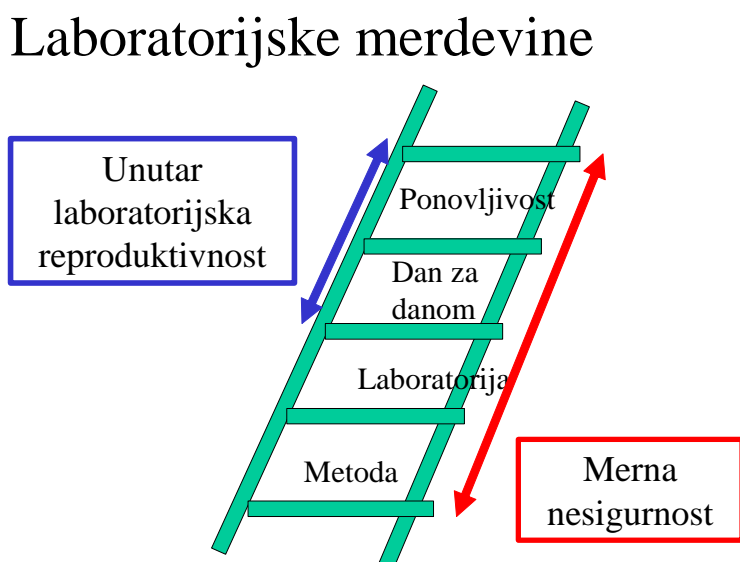 Laboratorijske merdevine
Unutar
laboratorijska
reproduktivnost
Ponovljivost
Dan za
danom
Laboratorija
Metoda
Merna
nesigurnost